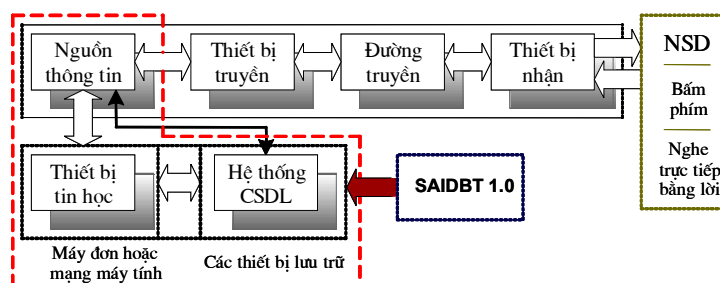 Nguồn
thông tin
Thiết bị
truyền
Đường
truyền
Thiết bị
nhận
NSD
Bấm
phím
Nghe
trực tiếp
bằng lời
Thiết bị
tin học
Hệ thống
CSDL
SAIDBT 1.0
Máy đơn hoặc
mạng máy tính
Các thiết bị lưu trữ